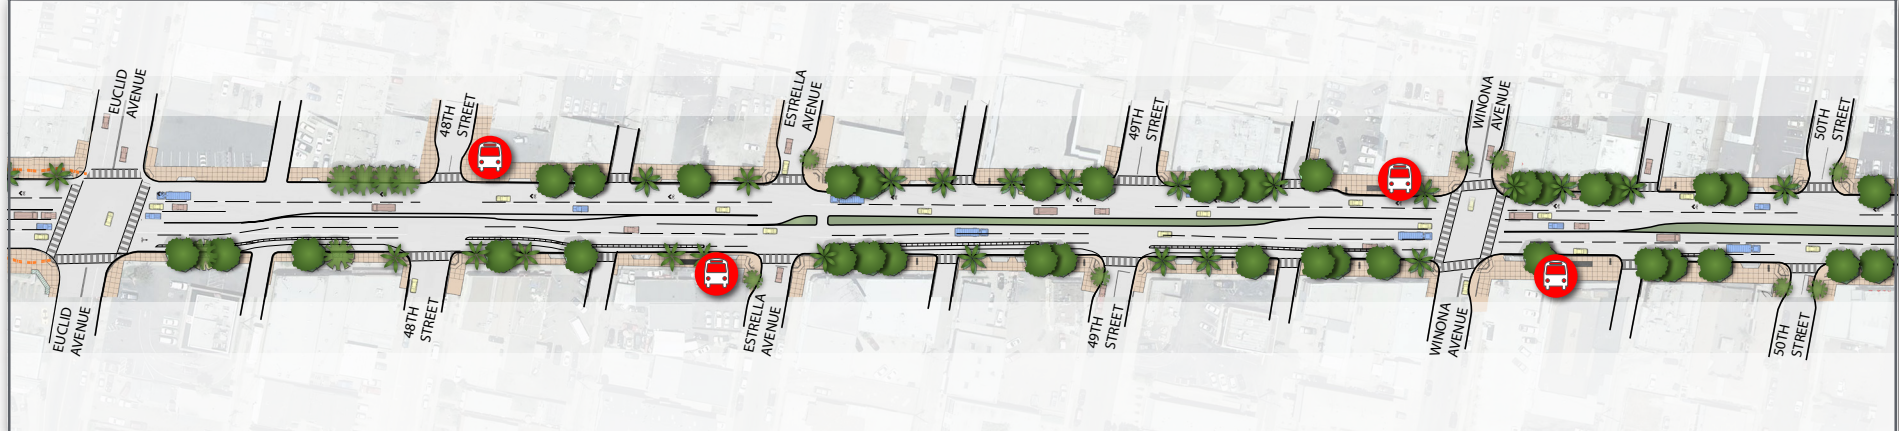 EUCLID
AVENUE
48TH
STREET
ESTRELLA
AVENUE
49TH
STREET
WINONA
AVENUE
50TH
STREET
EUCLID
AVENUE
48TH
STREET
ESTRELLA
AVENUE
49TH
STREET
WINONA
AVENUE
50TH
STREET